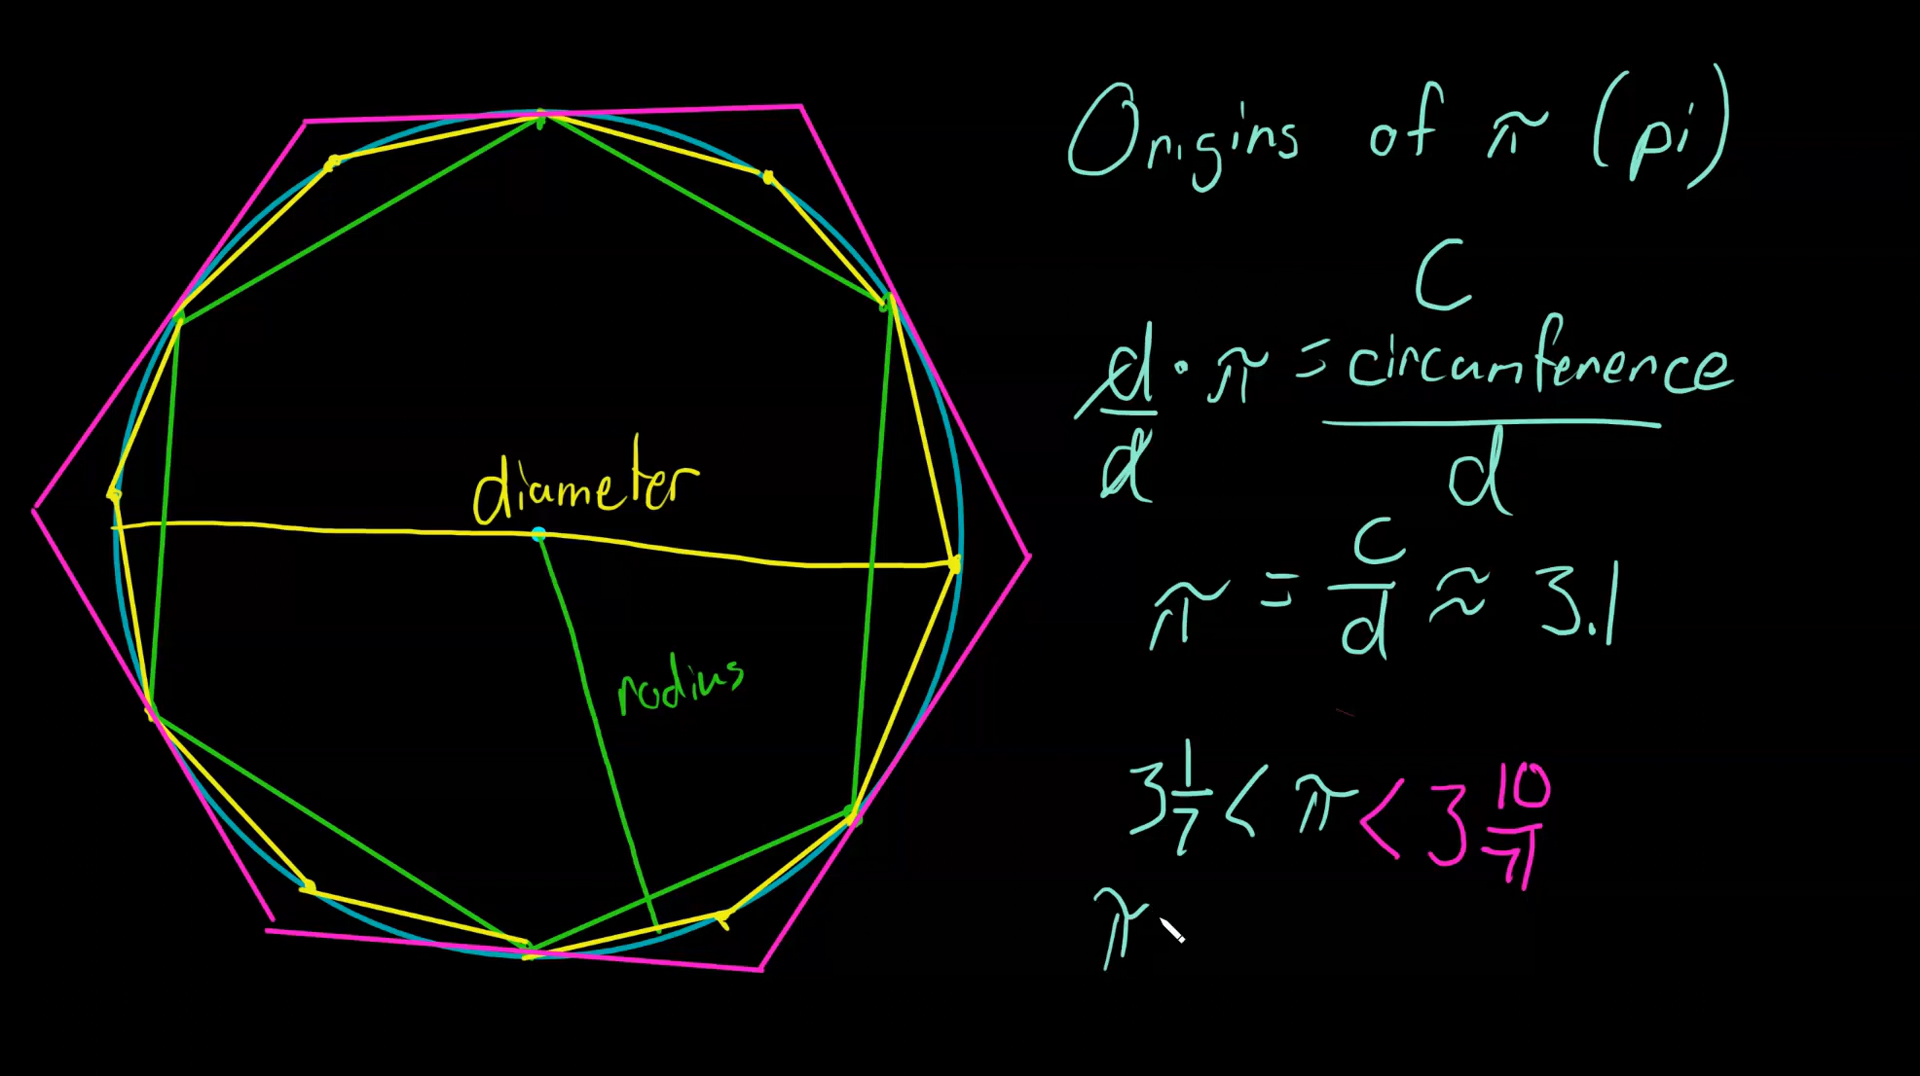 Origins of π (pi)
C
d/d · π = circumference/d
diameter
π = C/d ≈ 3.1
radius
3 1/7 < π < 3 10/71
π